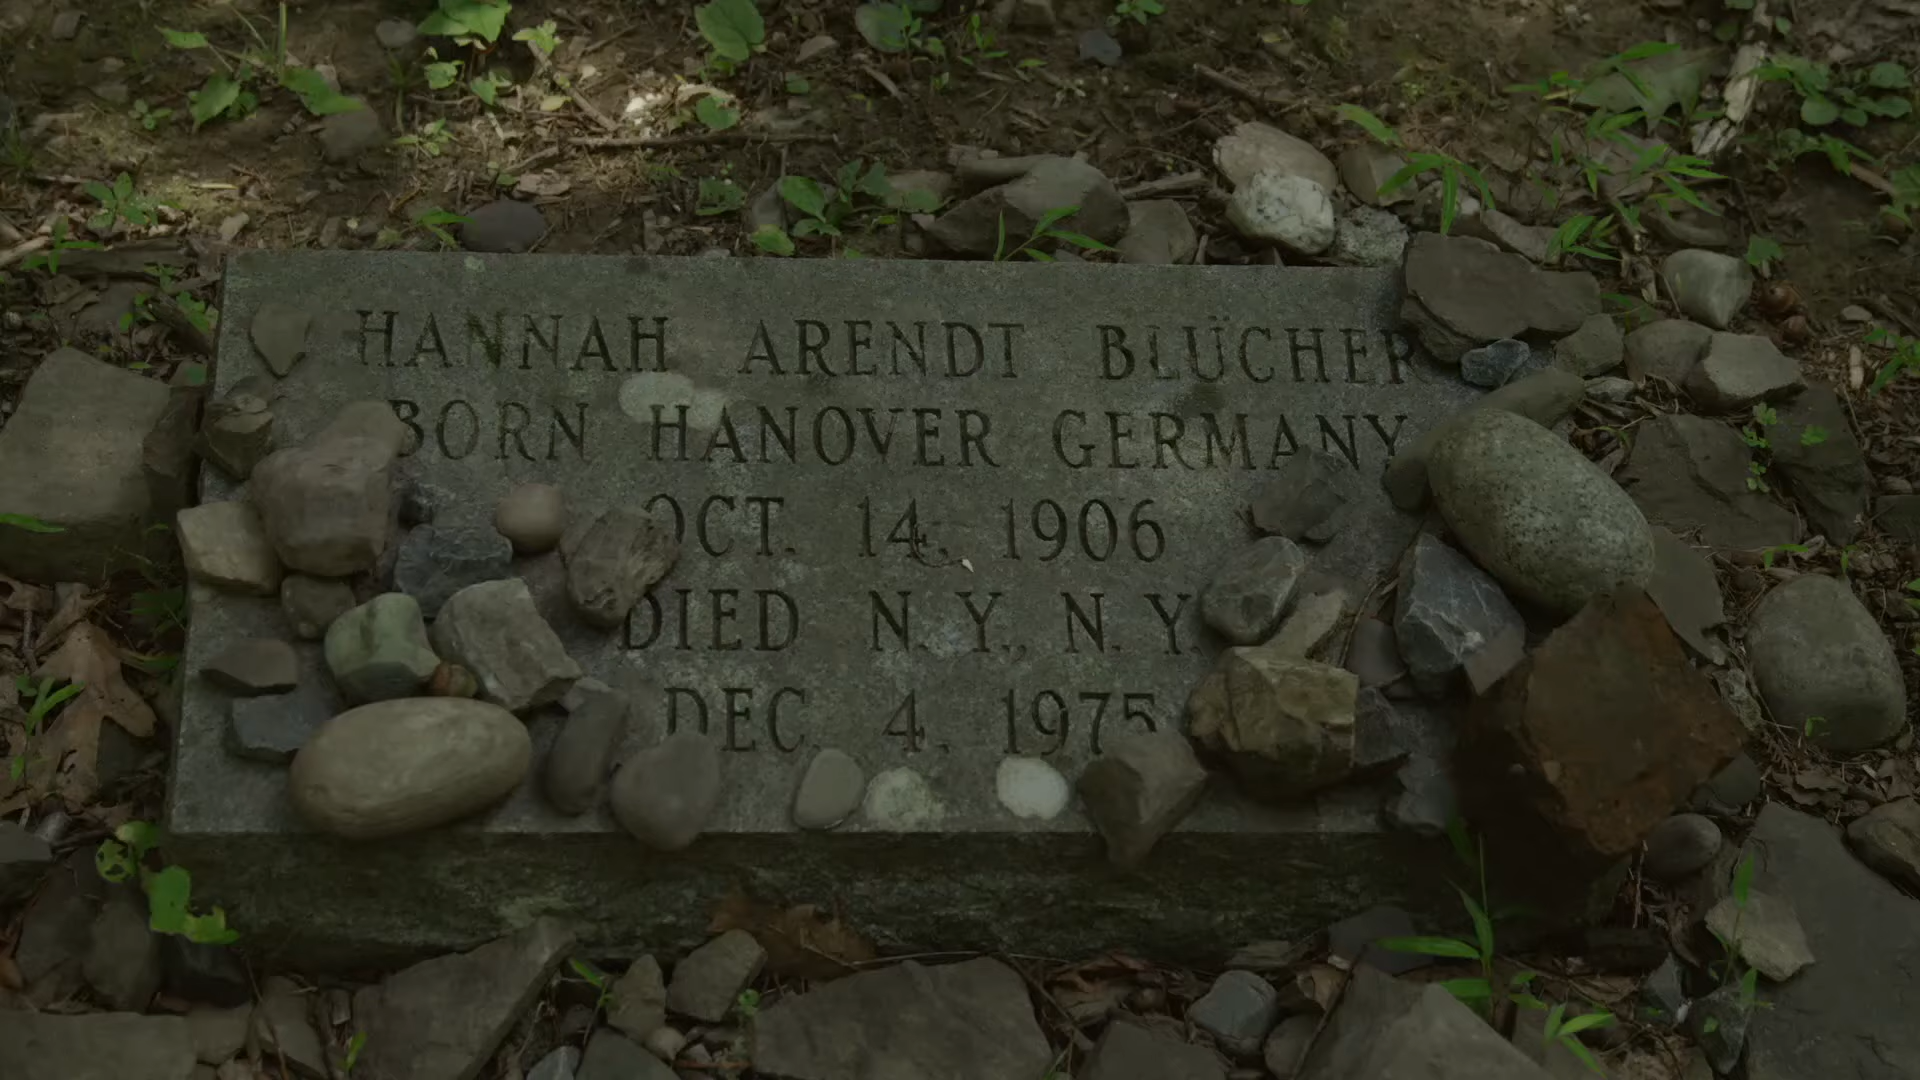 HANNAH ARENDT BLÜCHER
BORN HANOVER GERMANY
OCT. 14, 1906
DIED N.Y., N.Y.
DEC. 4, 1975